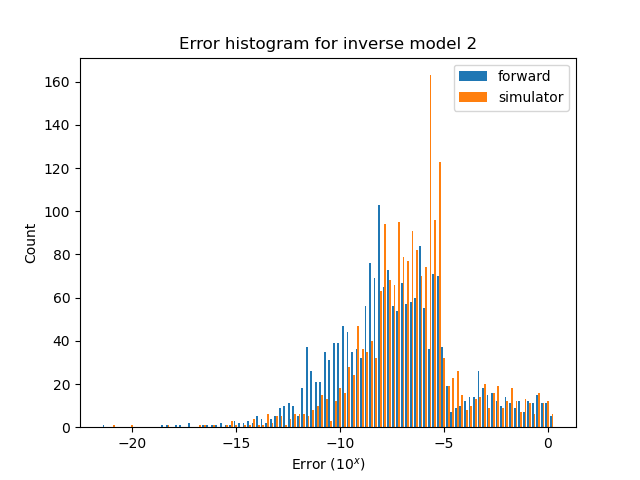 Error histogram for inverse model 2
forward
simulator
Count
160
140
120
100
80
60
40
20
0
−20
−15
−10
−5
0
Error (10^x)